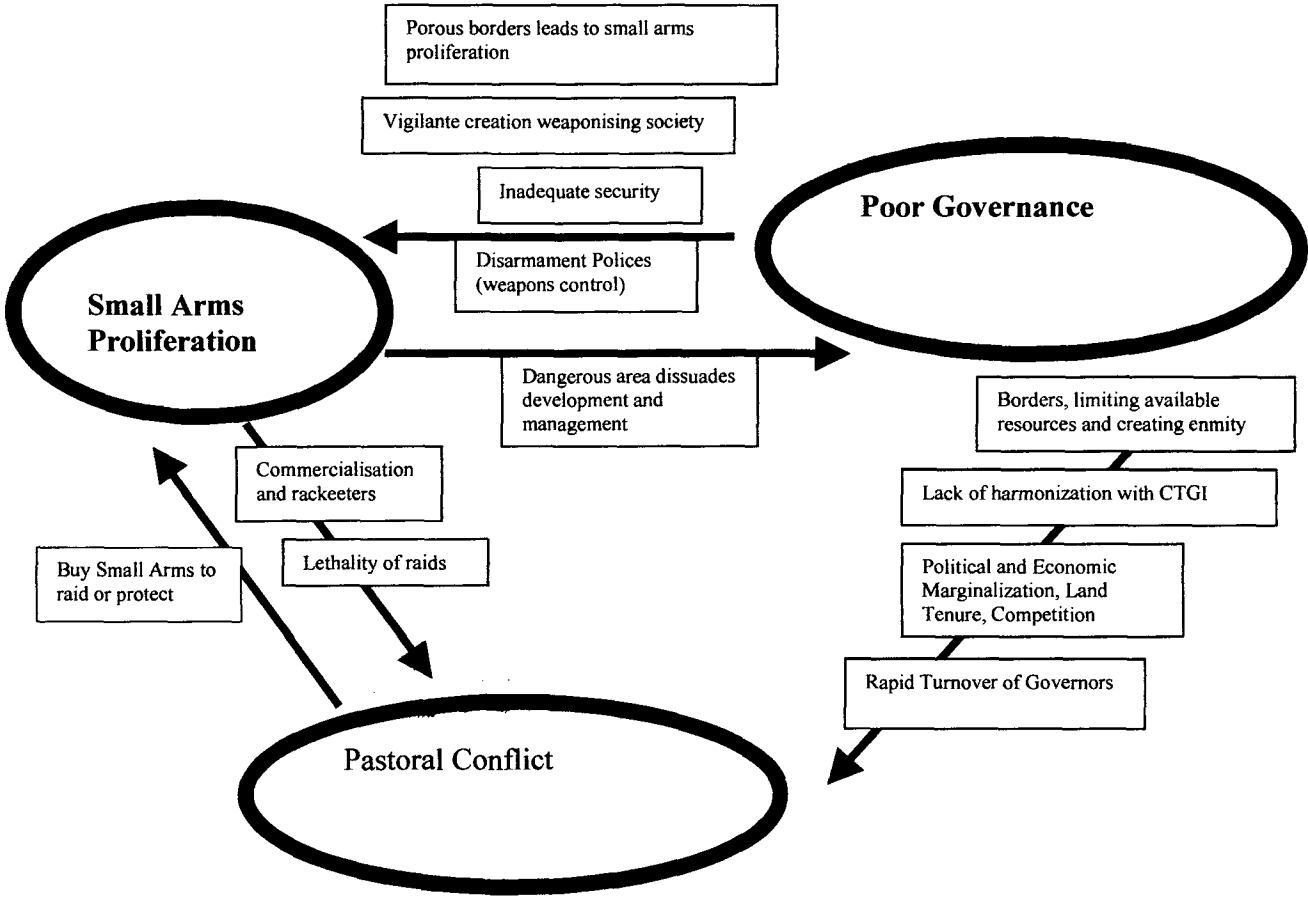 Porous borders leads to small arms
proliferation
Vigilante creation weaponising society
Inadequate security
Poor Governance
Disarmament Polices
(weapons control)
Small Arms
Proliferation
Dangerous area dissuades
development and
management
Borders, limiting available
resources and creating enmity
Commercialisation
and rackeeters
Lack of harmonization with CTGI
Lethality of raids
Buy Small Arms to
raid or protect
Political and Economic
Marginalization, Land
Tenure, Competition
Rapid Turnover of Governors
Pastoral Conflict